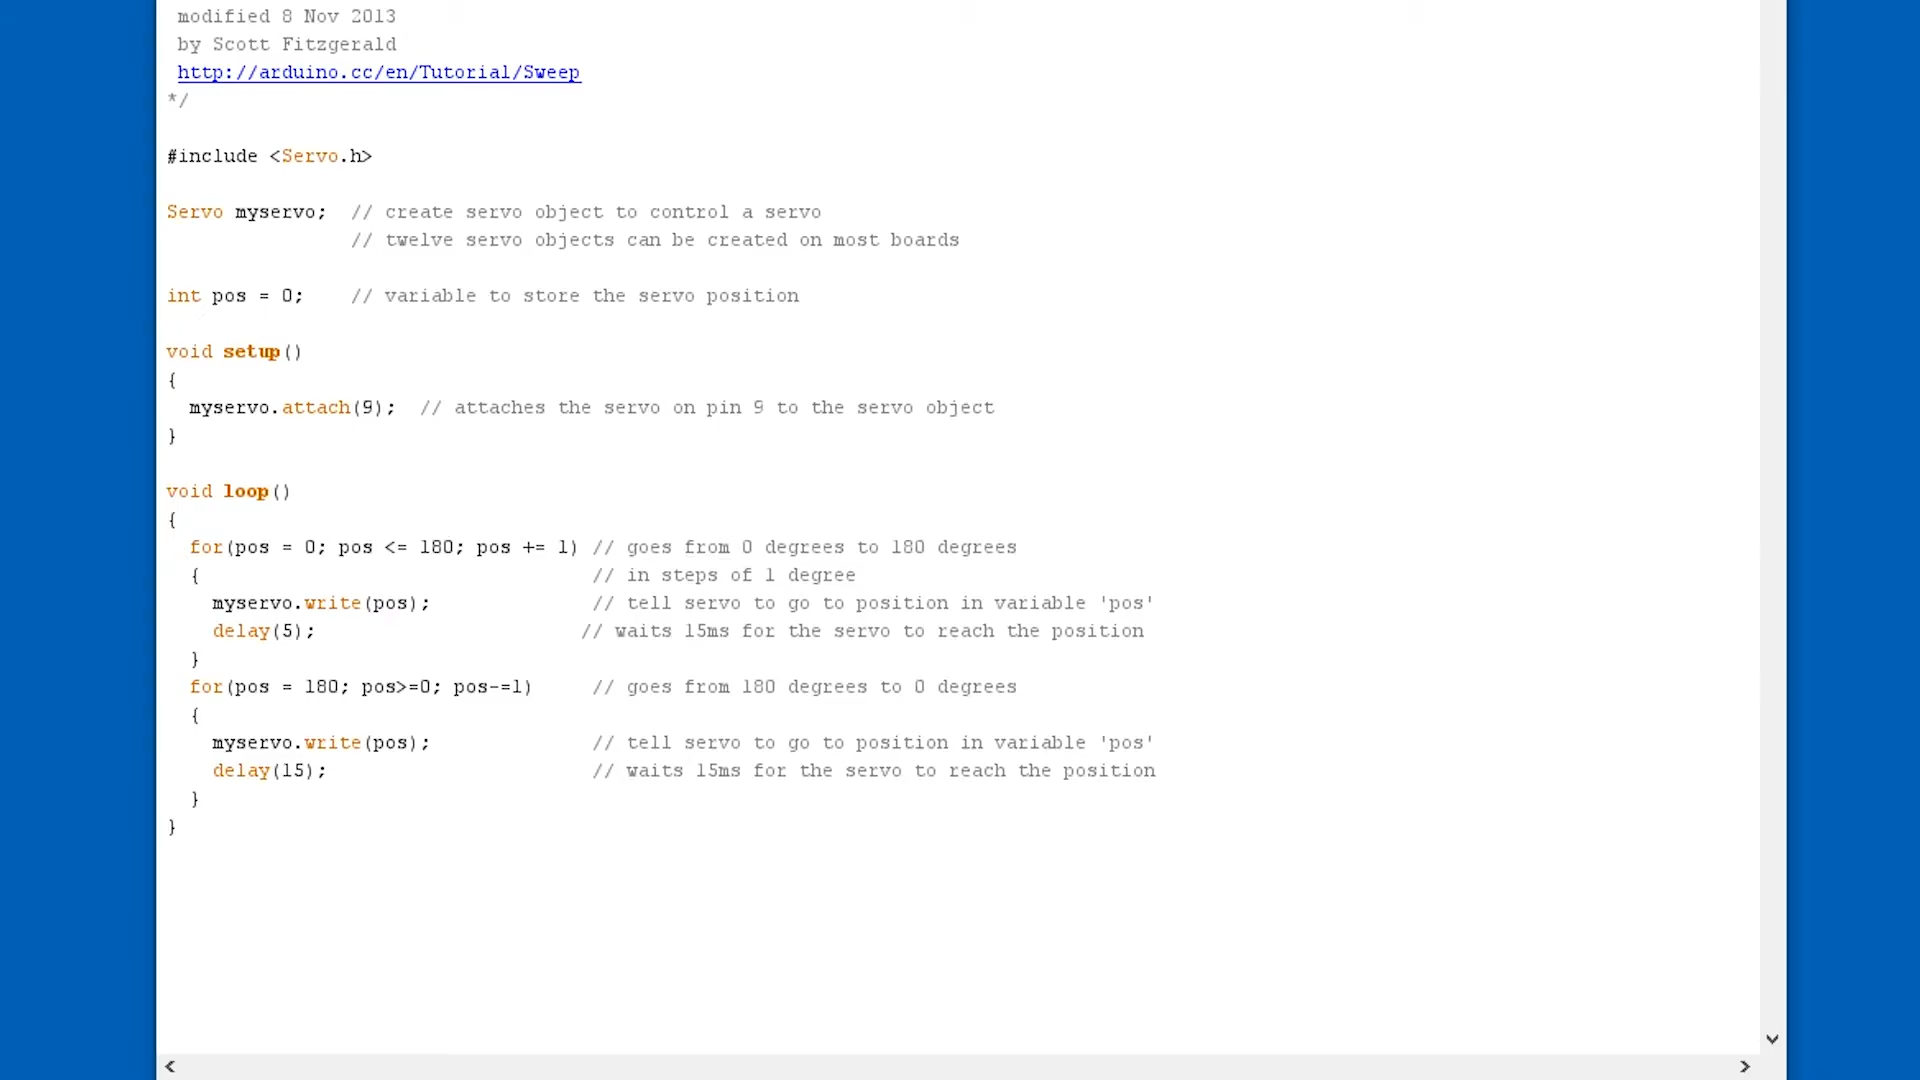 modified 8 Nov 2013
by Scott Fitzgerald
http://arduino.cc/en/Tutorial/Sweep
*/
#include <Servo.h>
Servo myservo;  // create servo object to control a servo
// twelve servo objects can be created on most boards
int pos = 0;    // variable to store the servo position
void setup()
{
myservo.attach(9);  // attaches the servo on pin 9 to the servo object
}
void loop()
{
for(pos = 0; pos <= 180; pos += 1) // goes from 0 degrees to 180 degrees
{                                  // in steps of 1 degree
myservo.write(pos);              // tell servo to go to position in variable 'pos'
delay(5);                       // waits 15ms for the servo to reach the position
}
for(pos = 180; pos>=0; pos-=1)     // goes from 180 degrees to 0 degrees
{
myservo.write(pos);              // tell servo to go to position in variable 'pos'
delay(15);                       // waits 15ms for the servo to reach the position
}
}